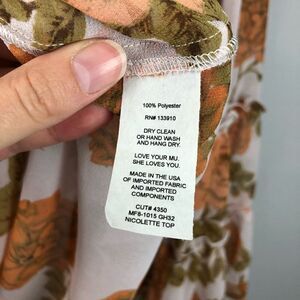 100% Polyester
RN# 133910
DRY CLEAN
OR HAND WASH
AND HANG DRY.
LOVE YOUR MU.
SHE LOVES YOU.
MADE IN THE USA
OF IMPORTED FABRIC
AND IMPORTED
COMPONENTS
CUT# 4350
MF8-1015 GH32
NICOLETTE TOP